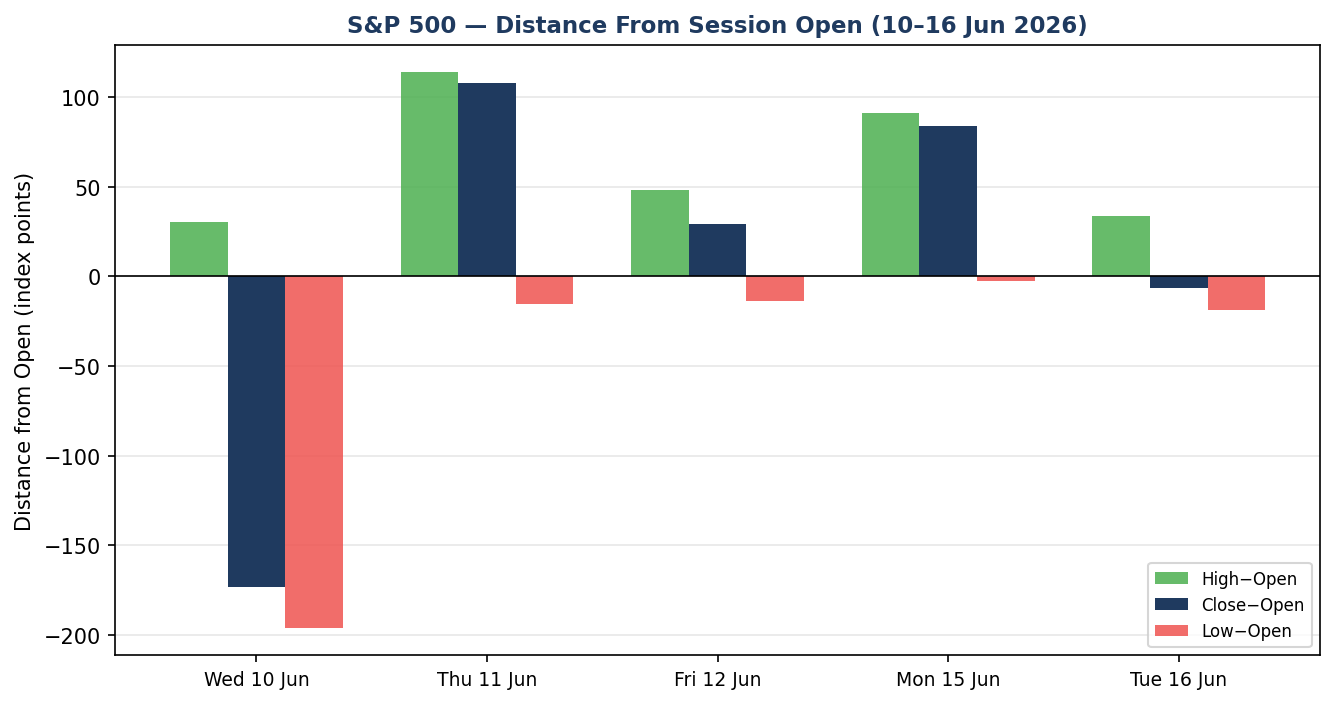 S&P 500 — Distance From Session Open (10–16 Jun 2026)
Distance from Open (index points)
100
50
0
−50
−100
−150
−200
Wed 10 Jun
Thu 11 Jun
Fri 12 Jun
Mon 15 Jun
Tue 16 Jun
High−Open
Close−Open
Low−Open